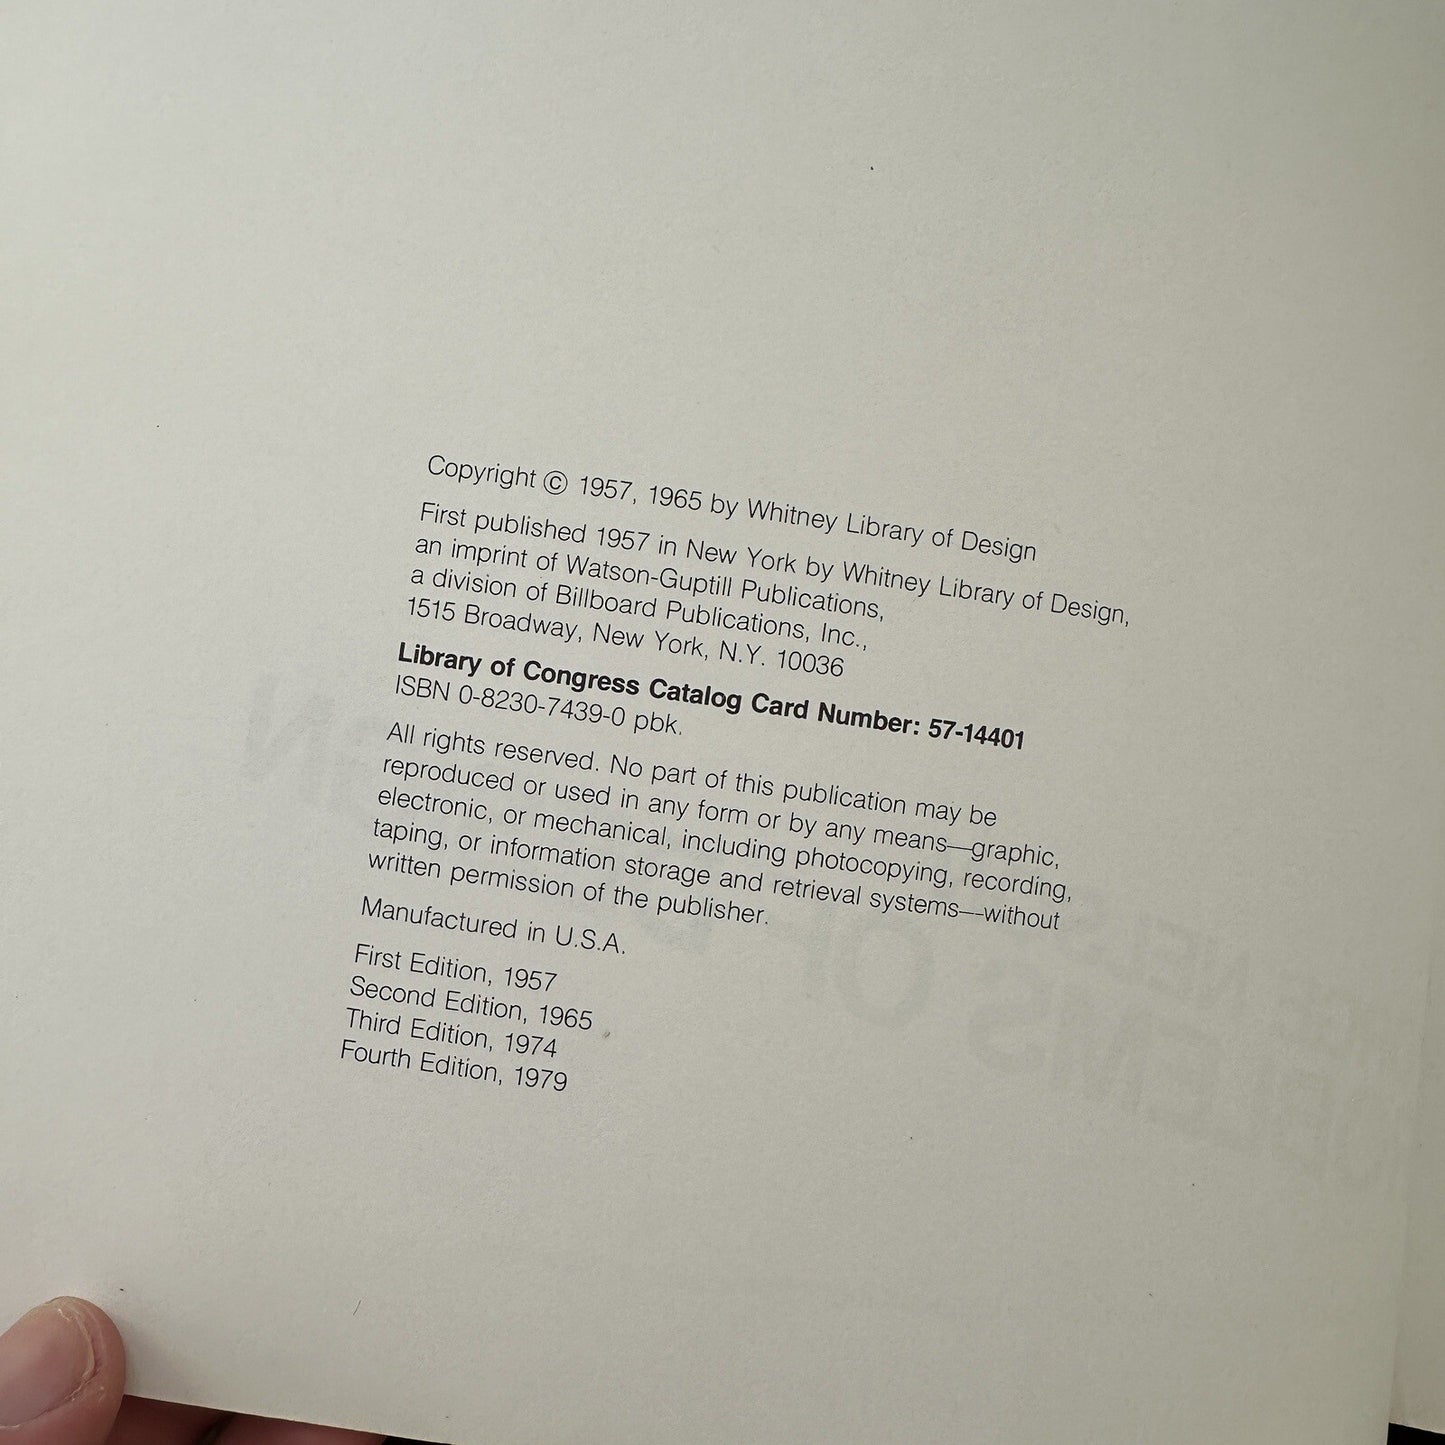 Copyright © 1957, 1965 by Whitney Library of Design
First published 1957 in New York by Whitney Library of Design,
an imprint of Watson-Guptill Publications,
a division of Billboard Publications, Inc.,
1515 Broadway, New York, N.Y. 10036
Library of Congress Catalog Card Number: 57-14401
ISBN 0-8230-7439-0 pbk.
All rights reserved. No part of this publication may be
reproduced or used in any form or by any means—graphic,
electronic, or mechanical, including photocopying, recording,
taping, or information storage and retrieval systems—without
written permission of the publisher.
Manufactured in U.S.A.
First Edition, 1957
Second Edition, 1965
Third Edition, 1974
Fourth Edition, 1979